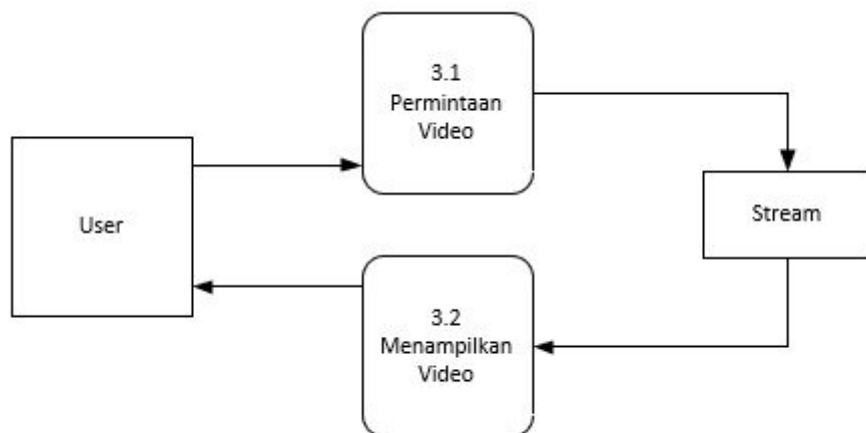 3.1
Permintaan
Video
User
Stream
3.2
Menampilkan
Video